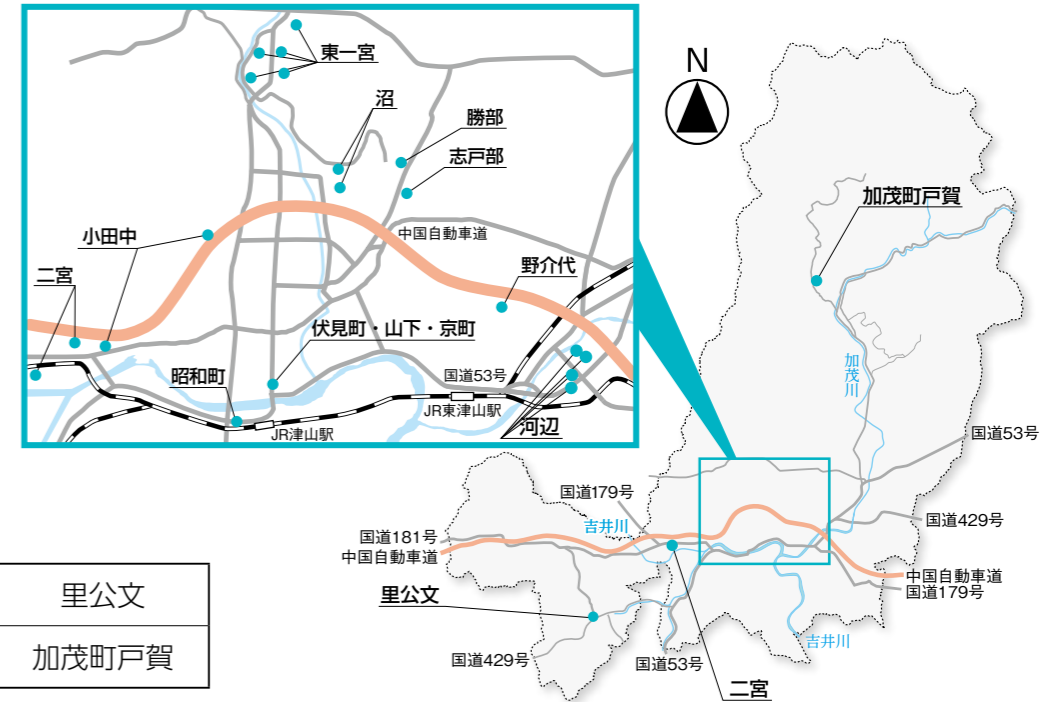 東一宮
沼
勝部
志戸部
中国自動車道
小田中
二宮
野介代
伏見町・山下・京町
国道53号
昭和町
JR東津山駅
JR津山駅
河辺
N
加茂町戸賀
加茂川
国道53号
国道179号
吉井川
国道429号
国道181号
中国自動車道
中国自動車道
国道179号
里公文
吉井川
国道429号
国道53号
二宮
里公文
加茂町戸賀